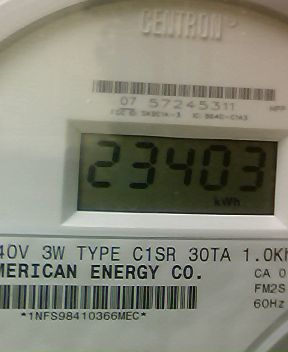 CENTRON
07 57245311
23403
kWh
40V 3W TYPE C1SR 30TA 1.0Kh
MERICAN ENERGY CO.
CA 0
FM2S
60Hz
*1NFS98410366MEC*